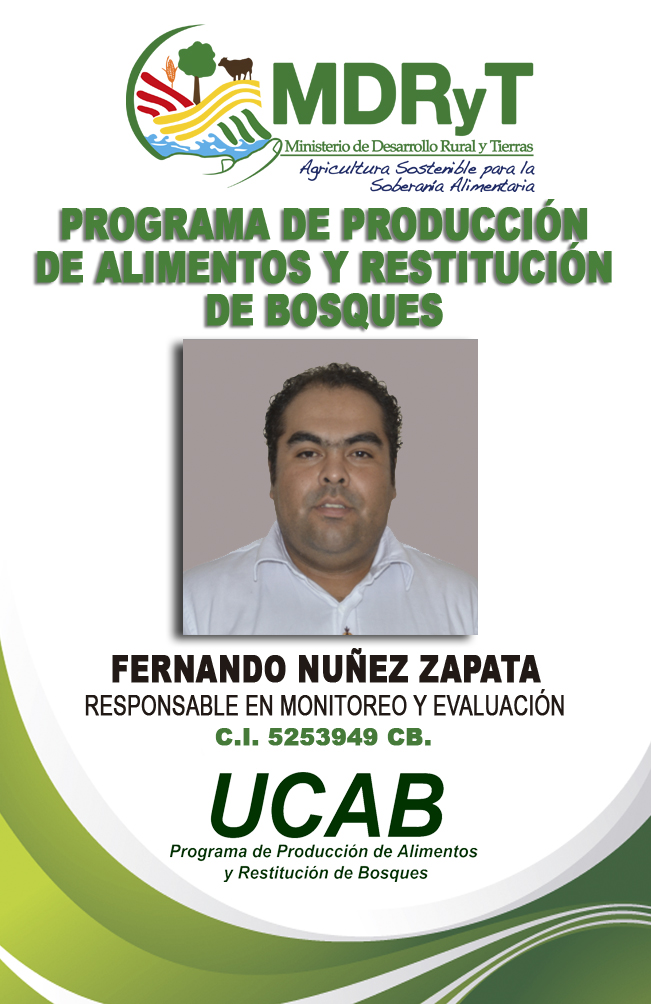 MDRyT
Ministerio de Desarrollo Rural y Tierras
Agricultura Sostenible para la
Soberanía Alimentaria
PROGRAMA DE PRODUCCIÓN
DE ALIMENTOS Y RESTITUCIÓN
DE BOSQUES
FERNANDO NUÑEZ ZAPATA
RESPONSABLE EN MONITOREO Y EVALUACIÓN
C.I. 5253949 CB.
UCAB
Programa de Producción de Alimentos
y Restitución de Bosques